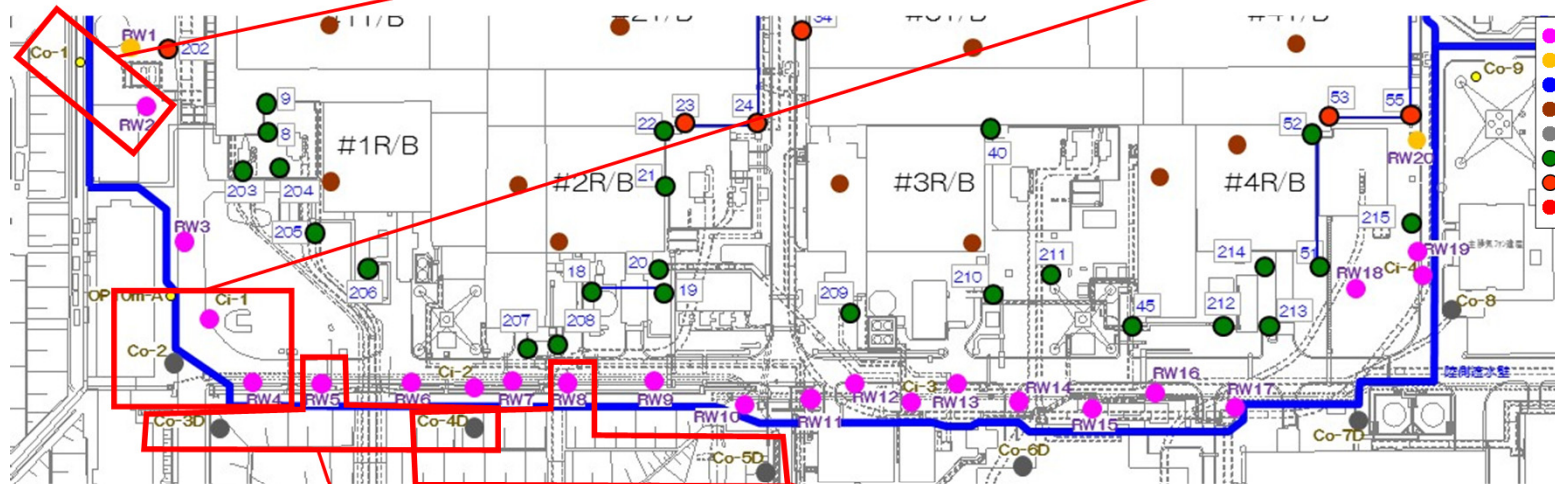 #1T/B
#2T/B
34
#3T/B
#4T/B
RW1
202
Co-1
RW2
9
8
203
204
205
206
#1R/B
22
23
24
21
#2R/B
18
20
19
207
208
40
#3R/B
209
210
211
45
53
55
52
RW20
#4R/B
215
214
51
212
213
Co-9
RW3
Ci-1
Co-2
RW19
Ci-4
RW18
Co-8
陸側遮水壁
RW4
RW5
RW6
Ci-2
RW7
RW8
RW9
RW10
RW11
RW12
Ci-3
RW13
RW14
RW15
RW16
RW17
Co-3D
Co-4D
Co-5D
Co-6D
Co-7D